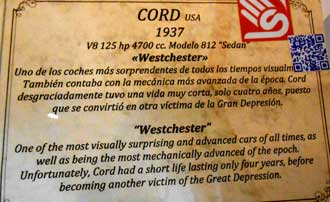 CORD USA
1937
V8 125 hp 4700 cc. Modelo 812 "Sedan"
«Westchester»
Uno de los coches más sorprendentes de todos los tiempos visualm
También contaba con la mecánica más avanzada de la época. Cord
desgraciadamente tuvo una vida muy corta, solo cuatro años, puesto
que se convirtió en otra víctima de la Gran Depresión.
“Westchester”
One of the most visually surprising and advanced cars of all times, as
well as being the most mechanically advanced of the epoch.
Unfortunately, Cord had a short life lasting only four years, before
becoming another victim of the Great Depression.